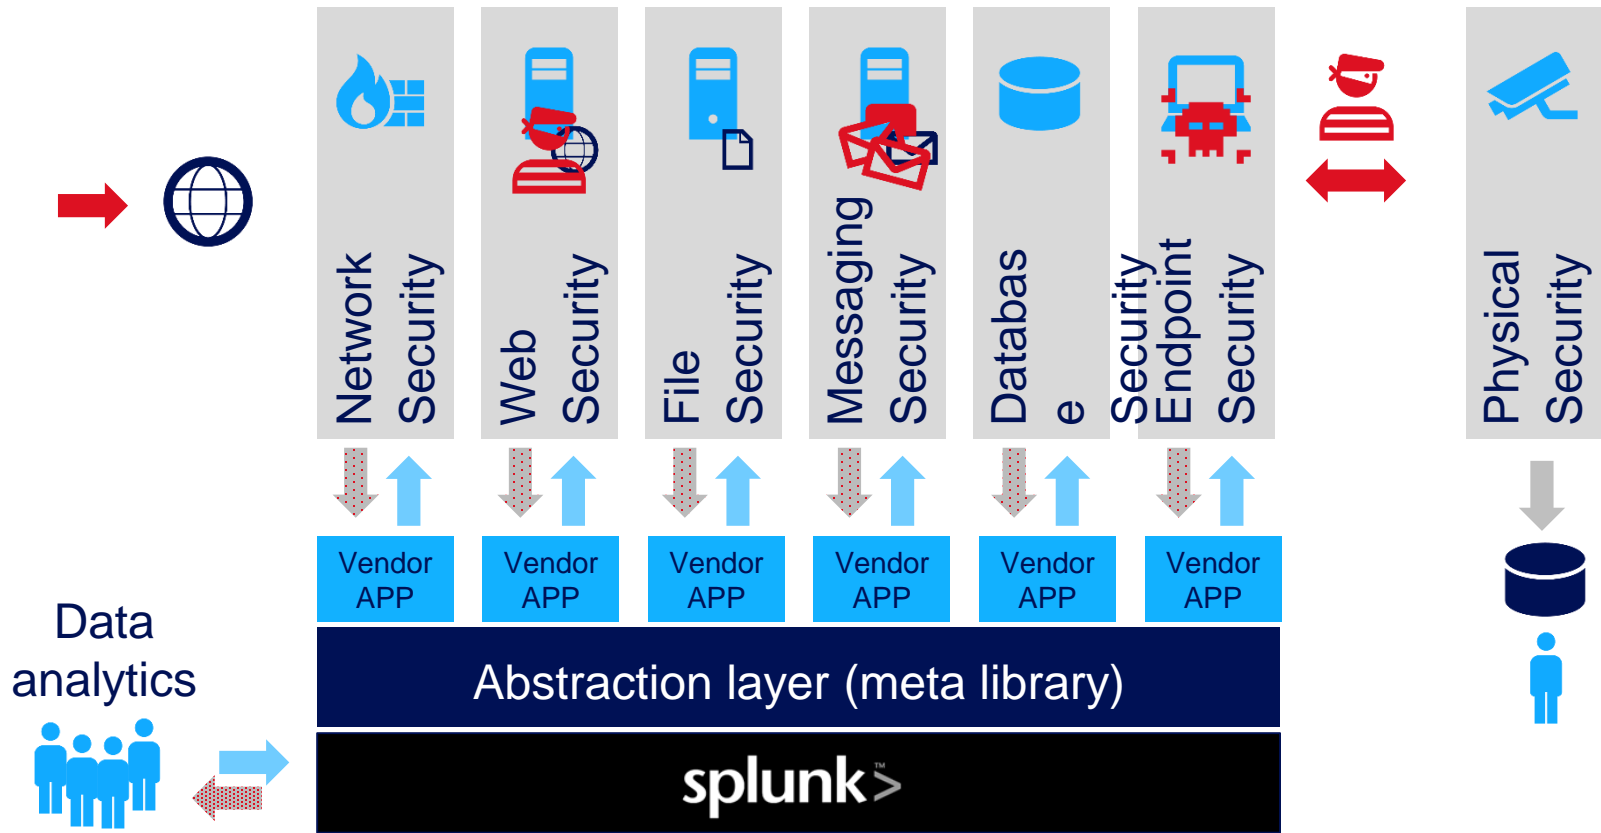 Network
Security
Web
Security
File
Security
Messaging
Security
Databas
e
Security
Endpoint
Security
Physical
Security
Vendor
APP
Vendor
APP
Vendor
APP
Vendor
APP
Vendor
APP
Vendor
APP
Data
analytics
Abstraction layer (meta library)
splunk>™